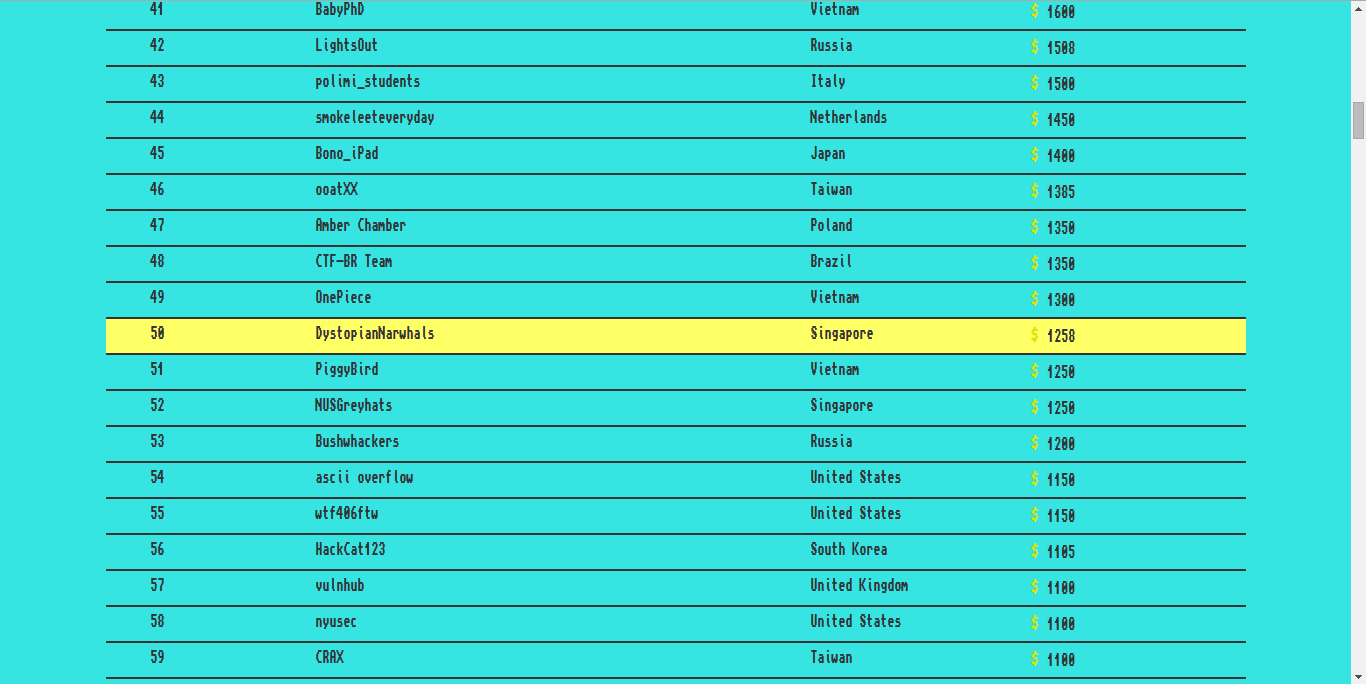 41 BabyPhD Vietnam $ 1600
42 LightsOut Russia $ 1508
43 polimi_students Italy $ 1500
44 smokeleeteveryday Netherlands $ 1450
45 Bono_iPad Japan $ 1400
46 ooatXX Taiwan $ 1385
47 Amber Chamber Poland $ 1350
48 CTF-BR Team Brazil $ 1350
49 OnePiece Vietnam $ 1300
50 DystopianNarwhals Singapore $ 1258
51 PiggyBird Vietnam $ 1250
52 NUSGreyhats Singapore $ 1250
53 Bushwhackers Russia $ 1200
54 ascii overflow United States $ 1150
55 wtf406ftw United States $ 1150
56 HackCat123 South Korea $ 1105
57 vulnhub United Kingdom $ 1100
58 nyusec United States $ 1100
59 CRAX Taiwan $ 1100